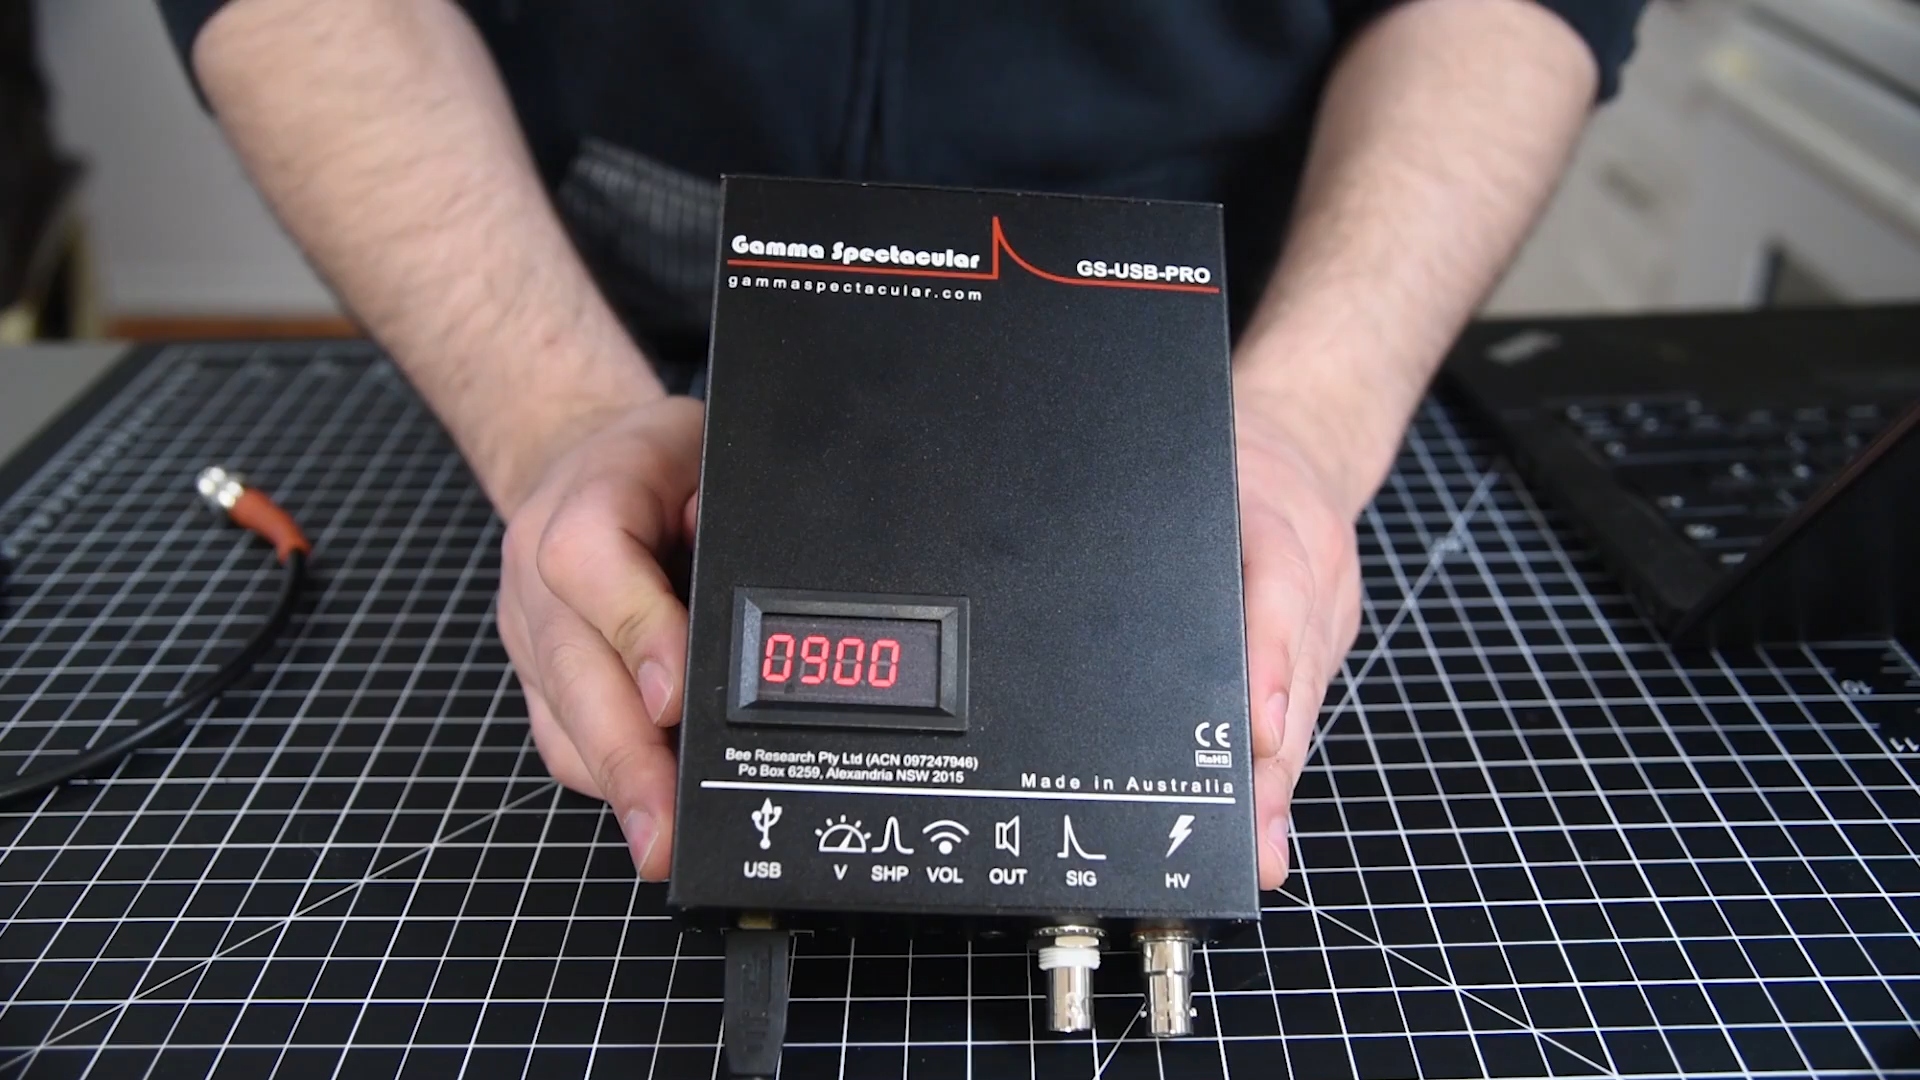 Gamma Spectacular
GS-USB-PRO
gammaspectacular.com
0900
CE
RoHS
Bee Research Pty Ltd (ACN 097247946)
Po Box 6259, Alexandria NSW 2015
Made in Australia
USB V SHP VOL OUT SIG HV